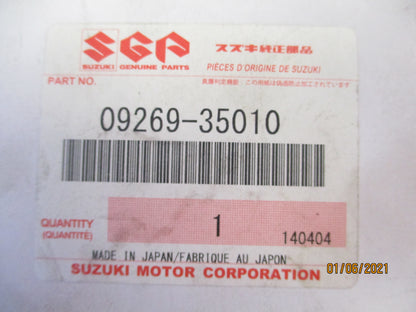 SGP
スズキ純正部品
SUZUKI GENUINE PARTS
PIÈCES D'ORIGINE DE SUZUKI
PART NO.
09269-35010
QUANTITY
(QUANTITÉ)
1
140404
MADE IN JAPAN/FABRIQUE AU JAPON
SUZUKI MOTOR CORPORATION
01/06/2021